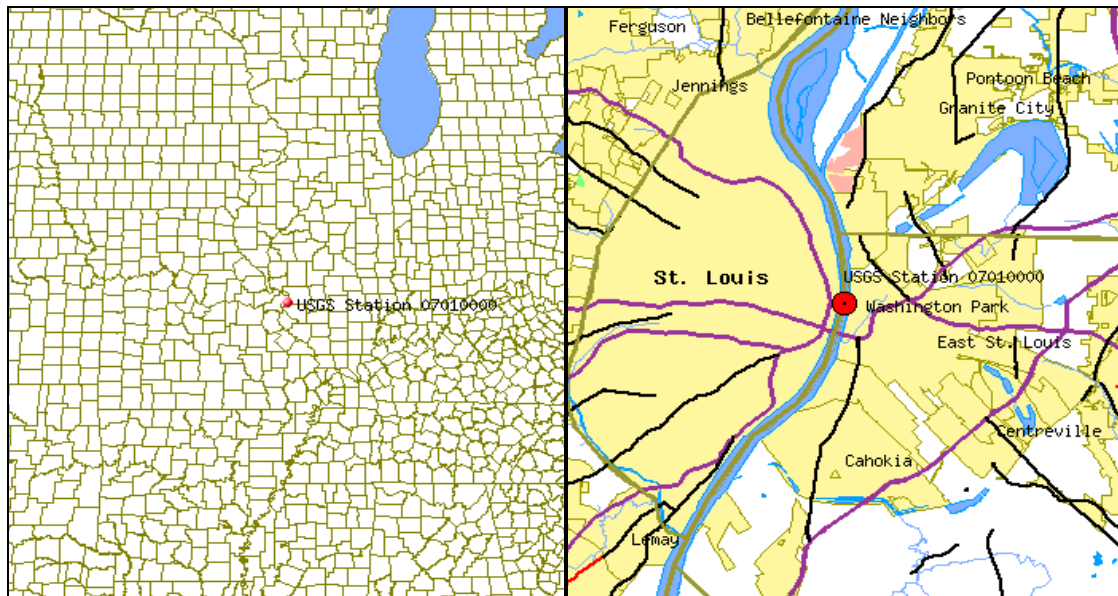 USGS Station 07010000
Ferguson
Bellefontaine Neighbors
Jennings
Pontoon Beach
Granite City
St. Louis
USGS Station 07010000
Washington Park
East St. Louis
Centreville
Cahokia
Lemay